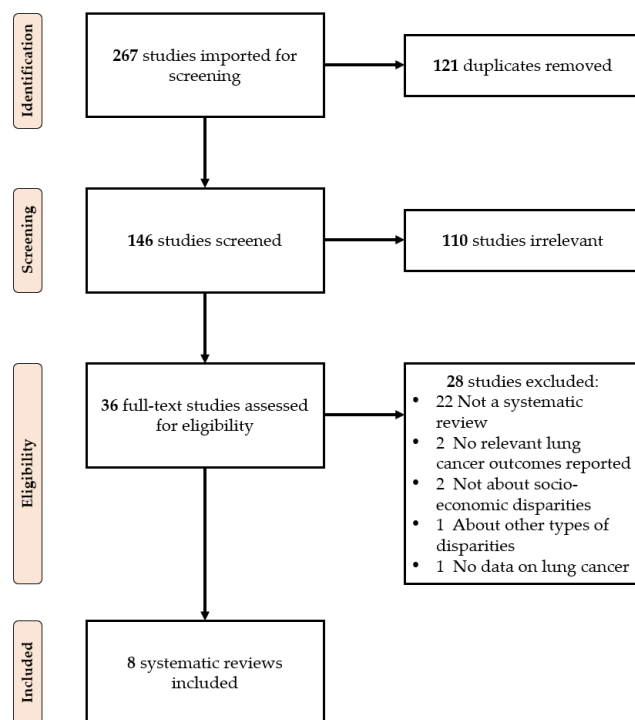 Identification
267 studies imported for
screening
121 duplicates removed
Screening
146 studies screened
110 studies irrelevant
Eligibility
36 full-text studies assessed
for eligibility
28 studies excluded:
• 22 Not a systematic
review
• 2 No relevant lung
cancer outcomes reported
• 2 Not about socio-
economic disparities
• 1 About other types of
disparities
• 1 No data on lung cancer
Included
8 systematic reviews
included